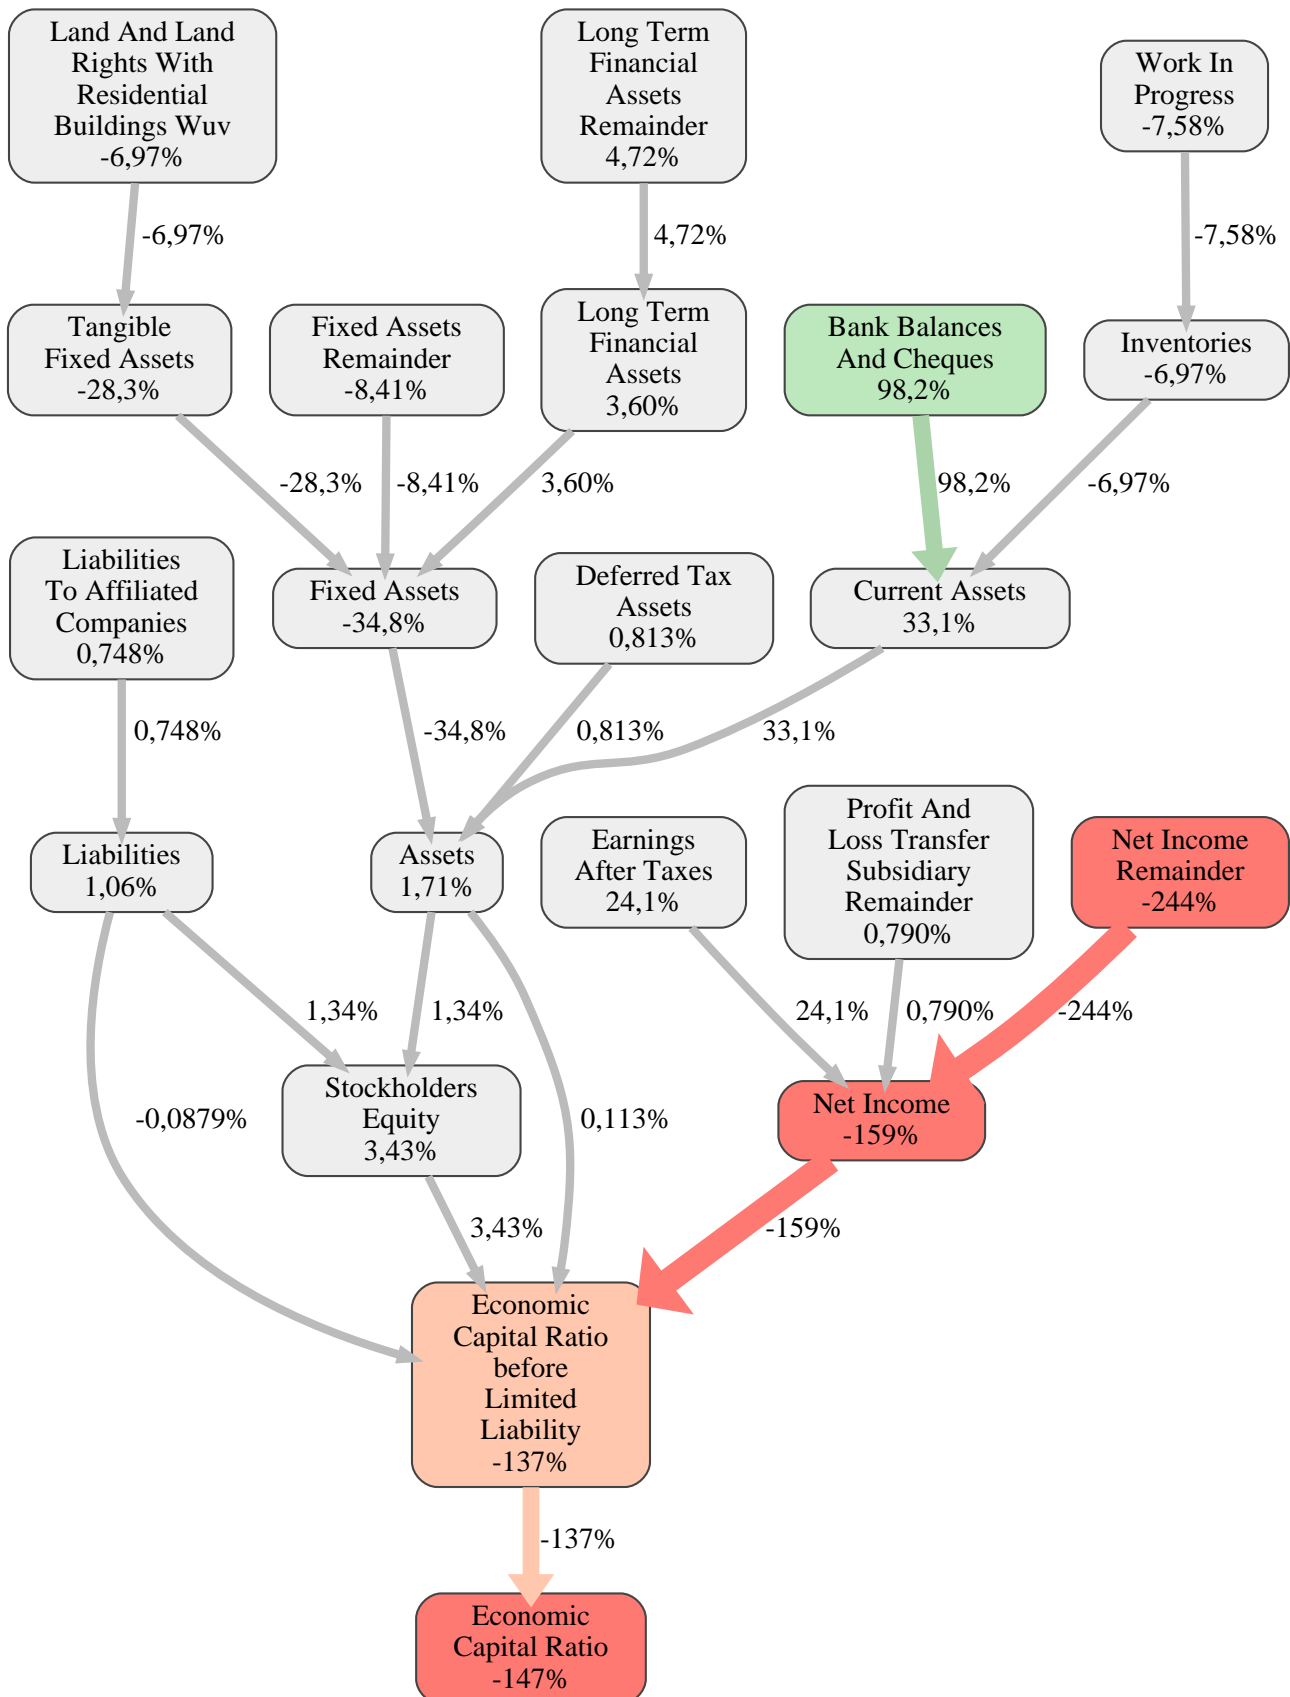 Land And Land
Rights With
Residential
Buildings Wuv
-6,97%
Long Term
Financial
Assets
Remainder
4,72%
Work In
Progress
-7,58%
-6,97%
4,72%
-7,58%
Tangible
Fixed Assets
-28,3%
Fixed Assets
Remainder
-8,41%
Long Term
Financial
Assets
3,60%
Bank Balances
And Cheques
98,2%
Inventories
-6,97%
-28,3%
-8,41%
3,60%
98,2%
-6,97%
Liabilities
To Affiliated
Companies
0,748%
Fixed Assets
-34,8%
Deferred Tax
Assets
0,813%
Current Assets
33,1%
0,748%
-34,8%
0,813%
33,1%
Liabilities
1,06%
Assets
1,71%
Earnings
After Taxes
24,1%
Profit And
Loss Transfer
Subsidiary
Remainder
0,790%
Net Income
Remainder
-244%
1,34%
1,34%
24,1%
0,790%
-244%
-0,0879%
Stockholders
Equity
3,43%
0,113%
Net Income
-159%
3,43%
-159%
Economic
Capital Ratio
before
Limited
Liability
-137%
-137%
Economic
Capital Ratio
-147%